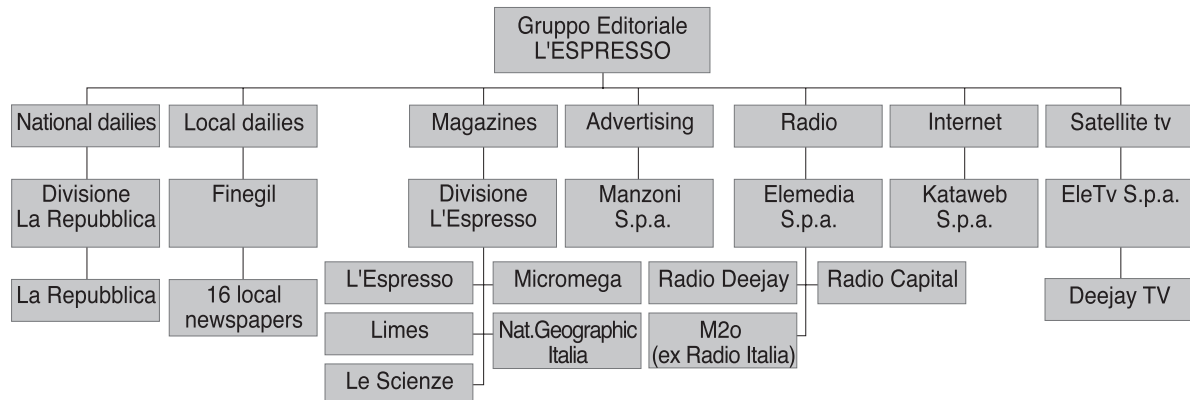 Gruppo Editoriale
L'ESPRESSO
National dailies
Local dailies
Magazines
Advertising
Radio
Internet
Satellite tv
Divisione
La Repubblica
Finegil
Divisione
L'Espresso
Manzoni
S.p.a.
Elemedia
S.p.a.
Kataweb
S.p.a.
EleTv S.p.a.
La Repubblica
16 local
newspapers
L'Espresso
Micromega
Radio Deejay
Radio Capital
Deejay TV
Limes
Nat.Geographic
Italia
M2o
(ex Radio Italia)
Le Scienze